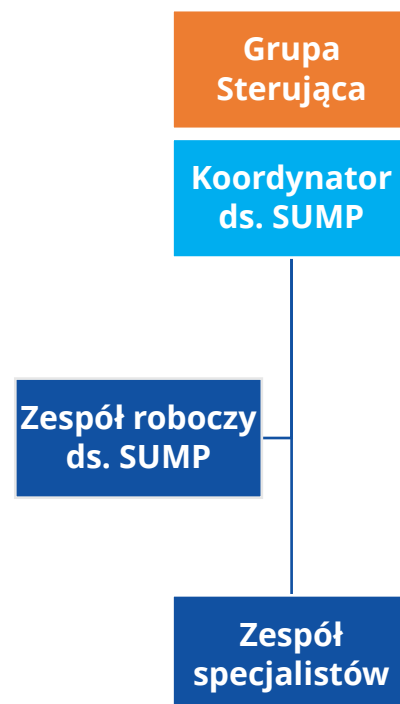 Grupa
Sterująca
Koordynator
ds. SUMP
Zespół roboczy
ds. SUMP
Zespół
specjalistów